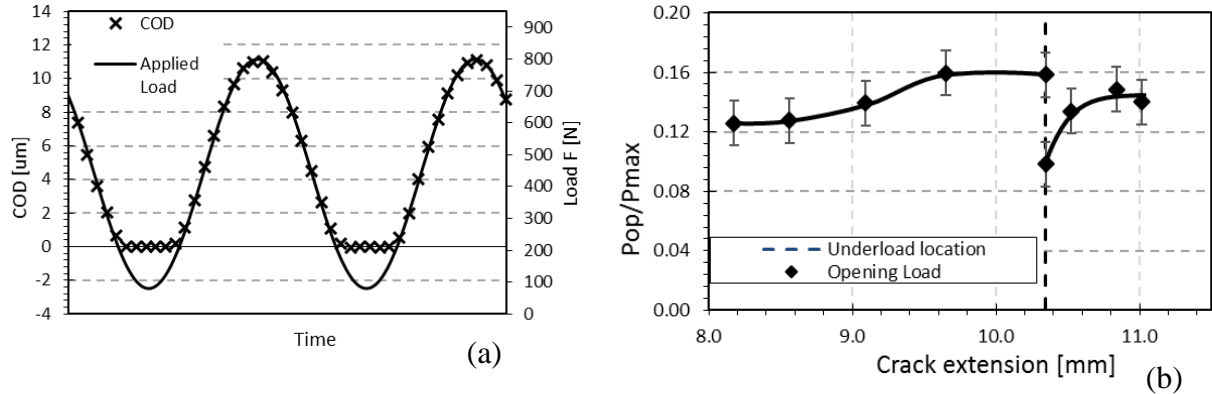 14
12
10
8
6
4
2
0
-2
-4
COD [um]
COD
Applied
Load
900
800
700
600
500
400
300
200
100
0
Load F [N]
Time
(a)
0.20
0.16
0.12
0.08
0.04
0.00
Pop/Pmax
Underload location
Opening Load
8.0 9.0 10.0 11.0
Crack extension [mm]
(b)